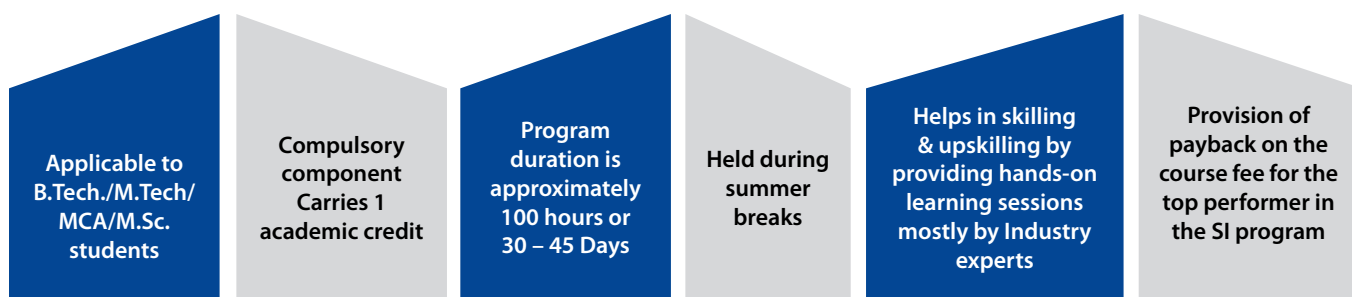 Applicable to
B.Tech./M.Tech/
MCA/M.Sc.
students
Compulsory
component
Carries 1
academic credit
Program
duration is
approximately
100 hours or
30 – 45 Days
Held during
summer
breaks
Helps in skilling
& upskilling by
providing hands-on
learning sessions
mostly by Industry
experts
Provision of
payback on the
course fee for the
top performer in
the SI program